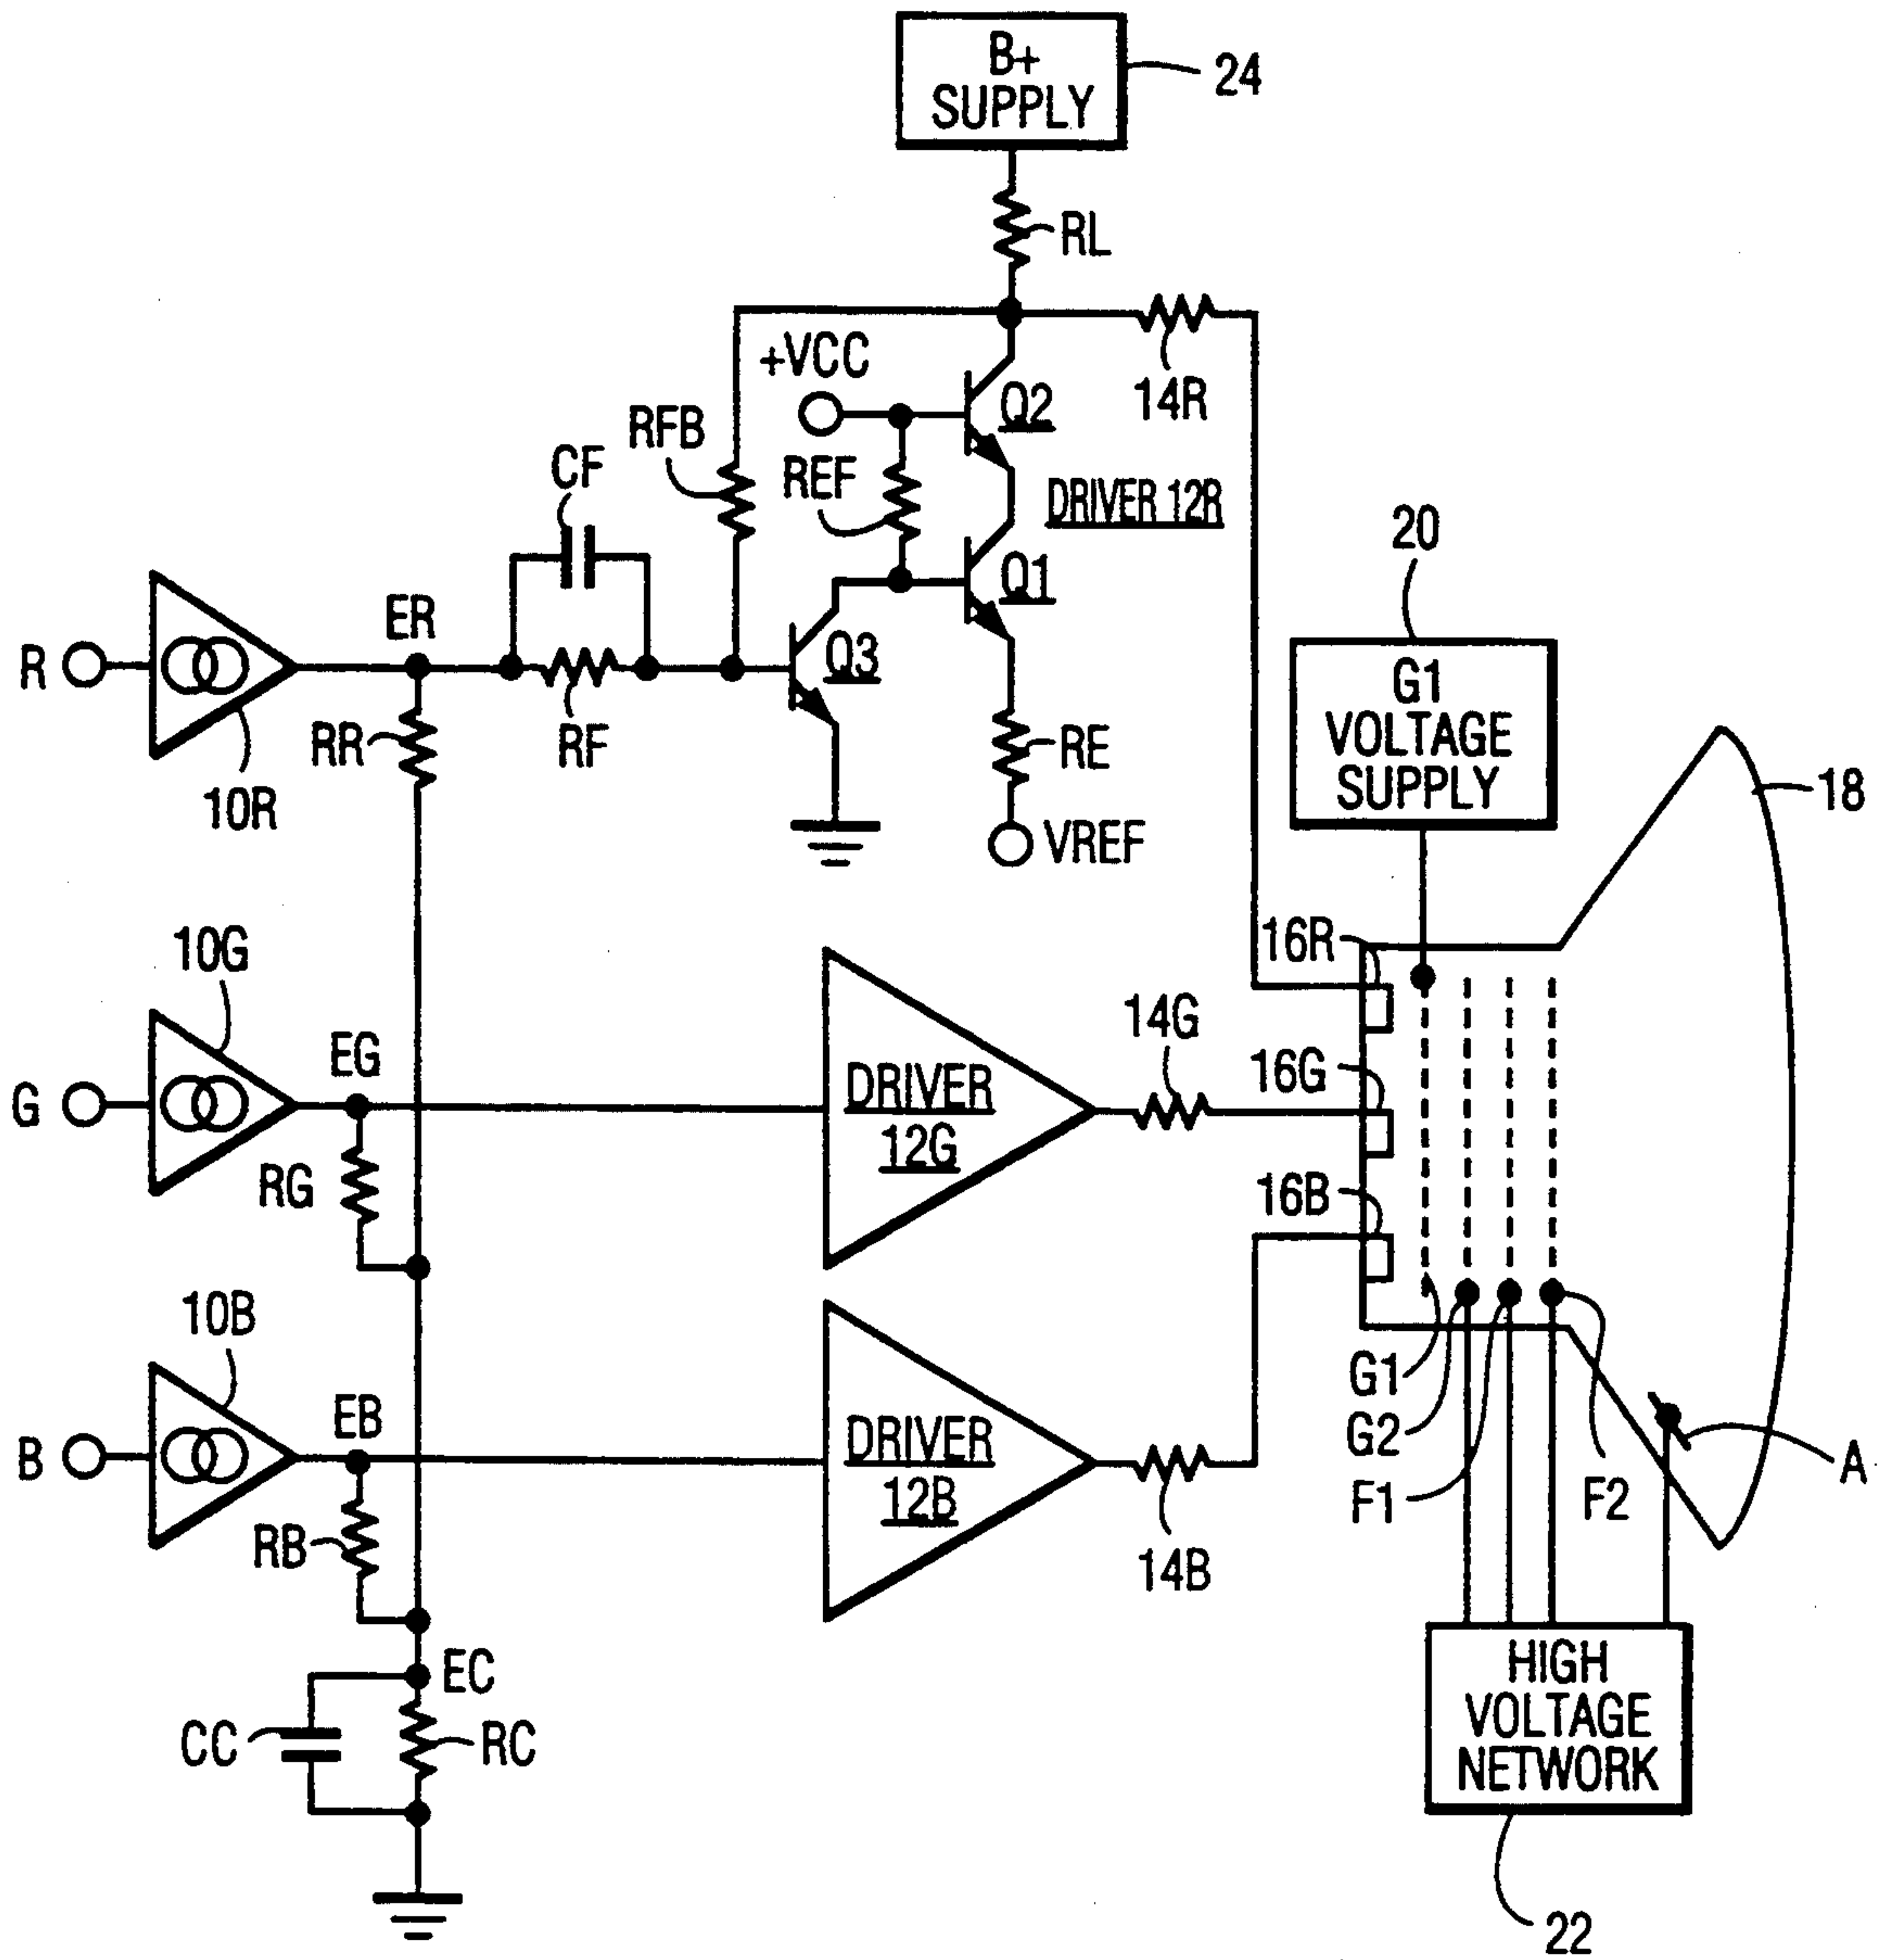 B+
SUPPLY
24
RL
+VCC
Q2
14R
RFB
CF
REF
DRIVER 12R
Q1
20
ER
R
Q3
G1
VOLTAGE
SUPPLY
RR
RF
RE
18
10R
VREF
10G
16R
14G
EG
16G
DRIVER
12G
G
RG
16B
10B
G1
EB
G2
DRIVER
12B
B
A
F1
F2
RB
14B
EC
HIGH
VOLTAGE
NETWORK
CC
RC
22